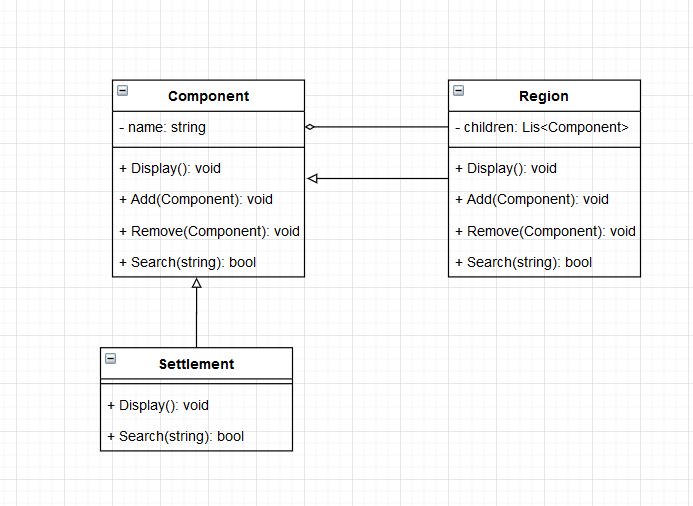 Component
- name: string
+ Display(): void
+ Add(Component): void
+ Remove(Component): void
+ Search(string): bool
Region
- children: Lis<Component>
+ Display(): void
+ Add(Component): void
+ Remove(Component): void
+ Search(string): bool
Settlement
+ Display(): void
+ Search(string): bool